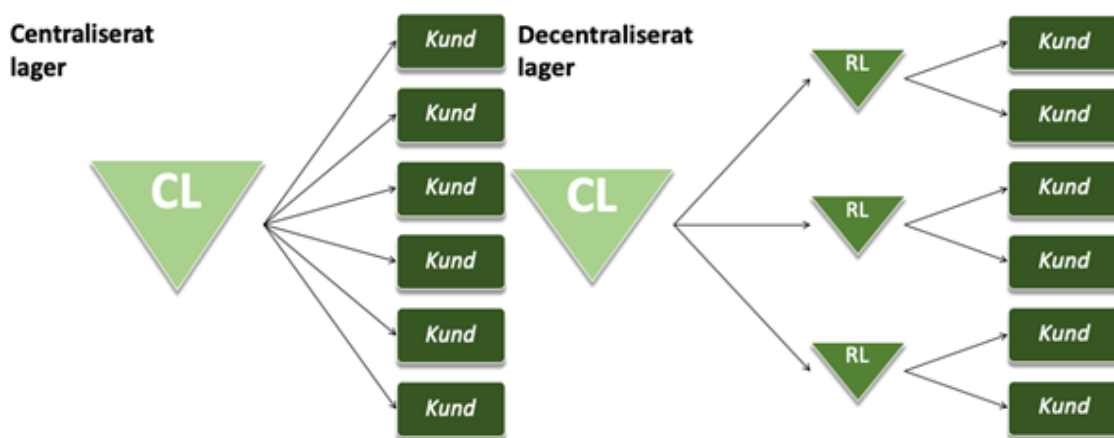 Centraliserat
lager
CL
Kund
Kund
Kund
Kund
Kund
Kund
Decentraliserat
lager
CL
RL
RL
RL
Kund
Kund
Kund
Kund
Kund
Kund